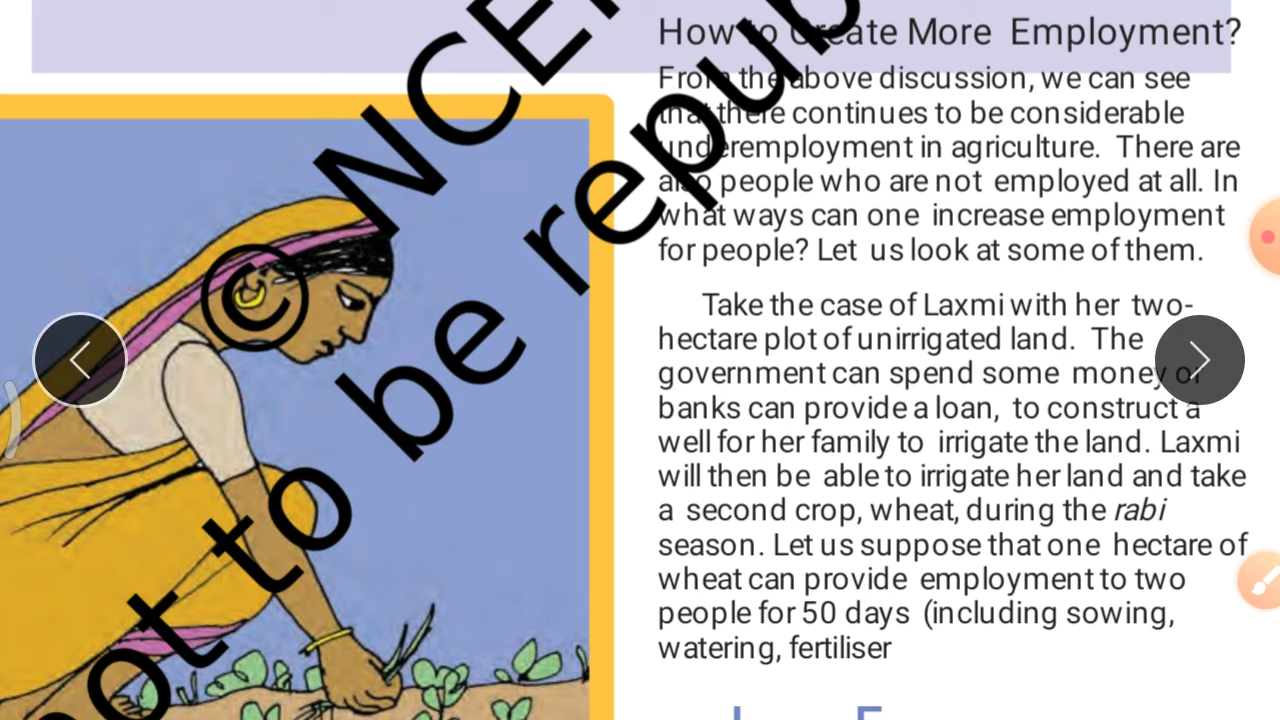 How to Create More Employment?
From the above discussion, we can see
that there continues to be considerable
underemployment in agriculture. There are
also people who are not employed at all. In
what ways can one increase employment
for people? Let us look at some of them.
Take the case of Laxmi with her two-
hectare plot of unirrigated land. The
government can spend some money or
banks can provide a loan, to construct a
well for her family to irrigate the land. Laxmi
will then be able to irrigate her land and take
a second crop, wheat, during the rabi
season. Let us suppose that one hectare of
wheat can provide employment to two
people for 50 days (including sowing,
watering, fertiliser
© NCE
not to be repub